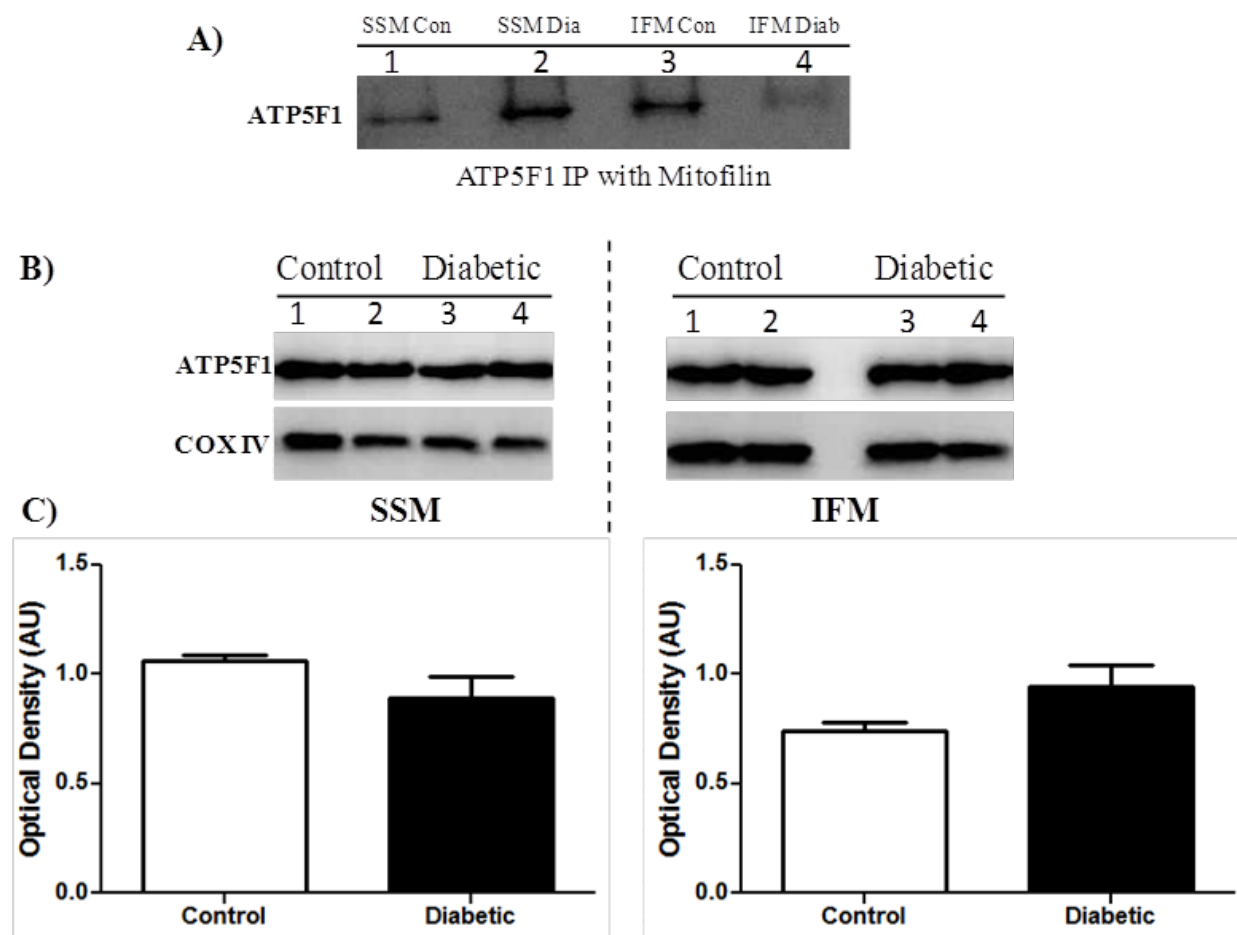 A)
SSM Con SSM Dia IFM Con IFM Diab
1 2 3 4
ATP5F1
ATP5F1 IP with Mitofilin
B)
Control Diabetic Control Diabetic
1 2 3 4 1 2 3 4
ATP5F1
COX IV
C) SSM IFM
Optical Density (AU)
1.5
1.0
0.5
0.0
Control Diabetic
Optical Density (AU)
1.5
1.0
0.5
0.0
Control Diabetic